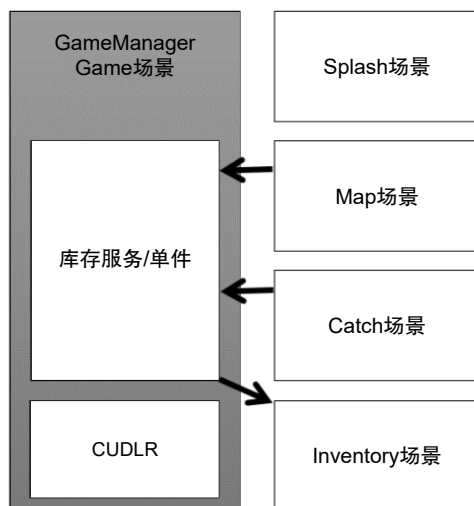 GameManager
Game场景
库存服务/单件
CUDLR
Splash场景
Map场景
Catch场景
Inventory场景